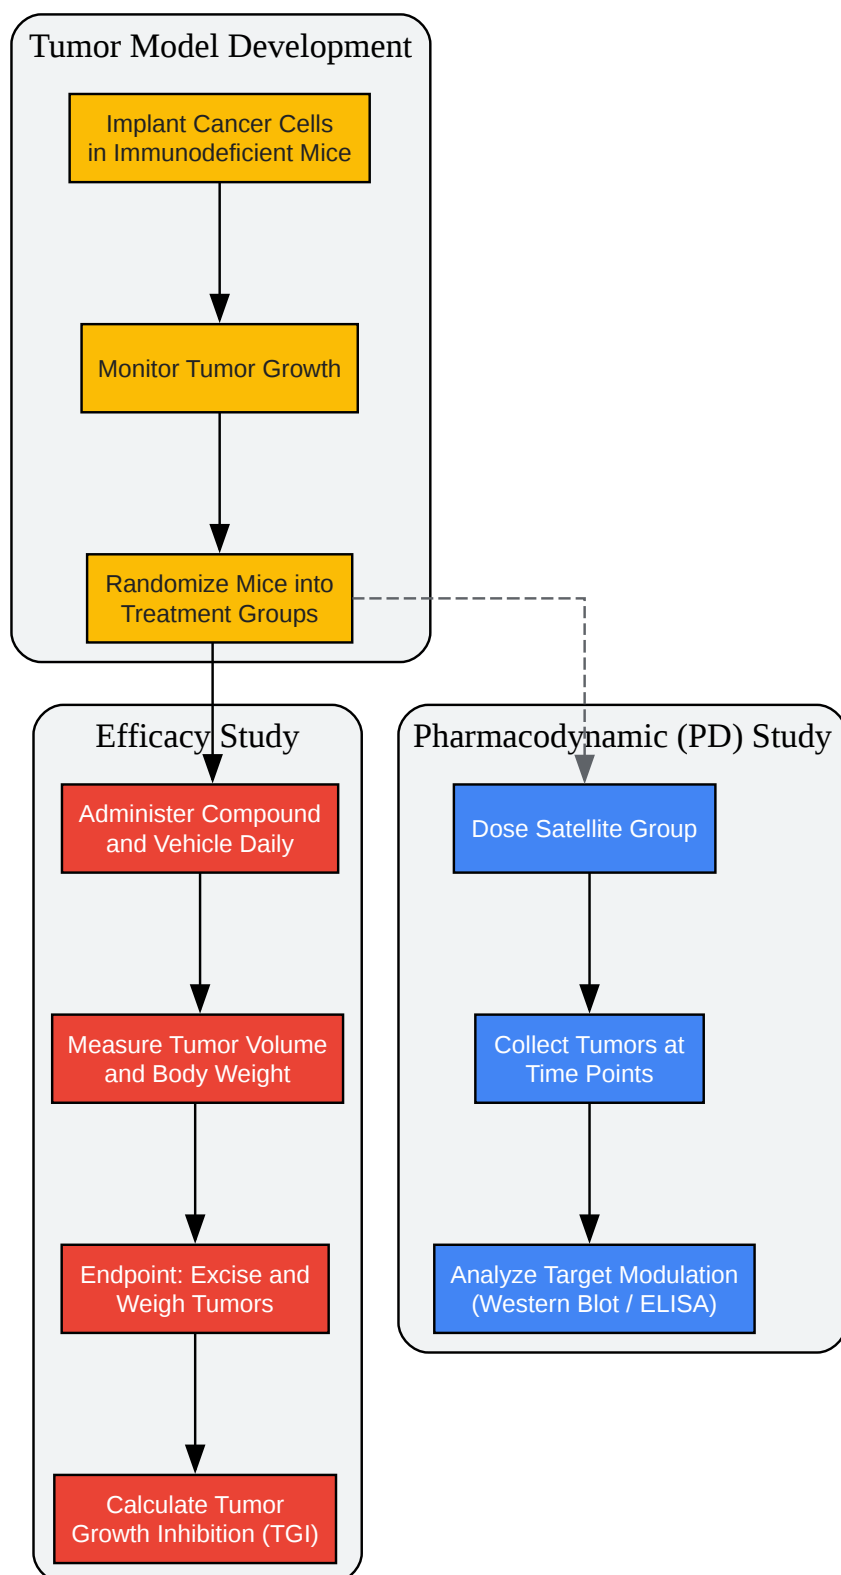 Tumor Model Development
Implant Cancer Cells
in Immunodeficient Mice
Monitor Tumor Growth
Randomize Mice into
Treatment Groups
Efficacy Study
Administer Compound
and Vehicle Daily
Measure Tumor Volume
and Body Weight
Endpoint: Excise and
Weigh Tumors
Calculate Tumor
Growth Inhibition (TGI)
Pharmacodynamic (PD) Study
Dose Satellite Group
Collect Tumors at
Time Points
Analyze Target Modulation
(Western Blot / ELISA)